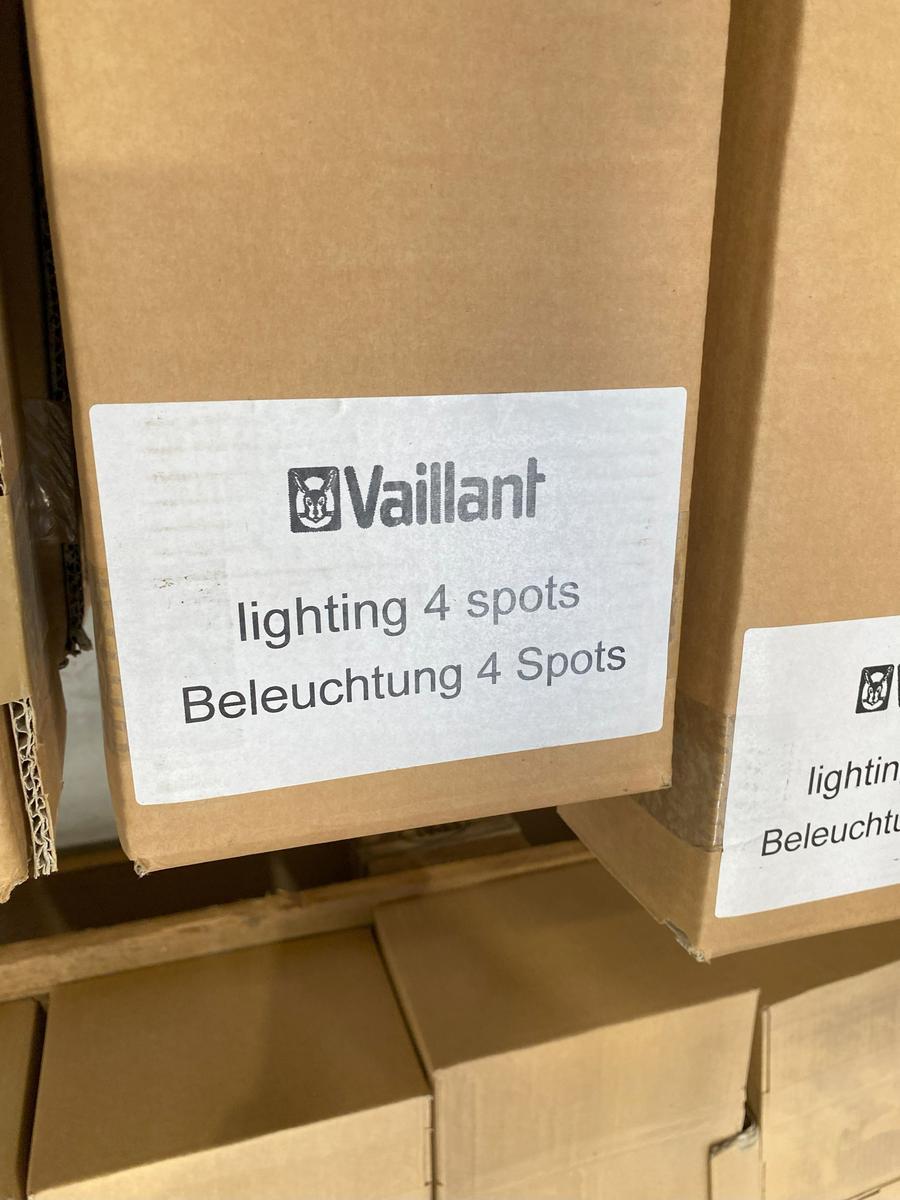 Vaillant
lighting 4 spots
Beleuchtung 4 Spots